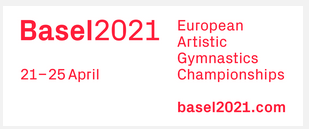 Basel2021
21–25 April
European
Artistic
Gymnastics
Championships
basel2021.com